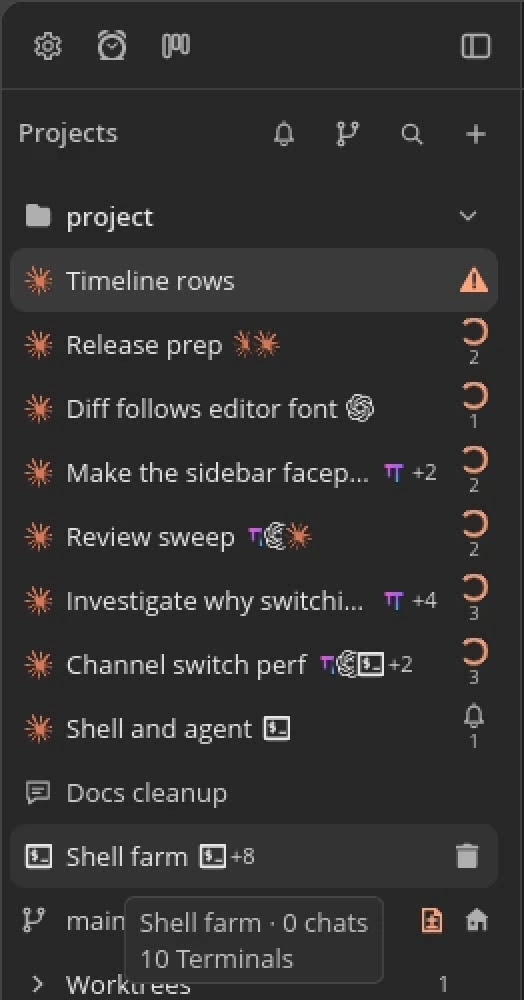 Projects
project
Timeline rows
Release prep
2
Diff follows editor font
1
Make the sidebar facep... +2
2
Review sweep
2
Investigate why switchi... +4
3
Channel switch perf $_ +2
3
Shell and agent $_
1
Docs cleanup
$_ Shell farm $_ +8
main
Shell farm · 0 chats
10 Terminals
Worktrees 1